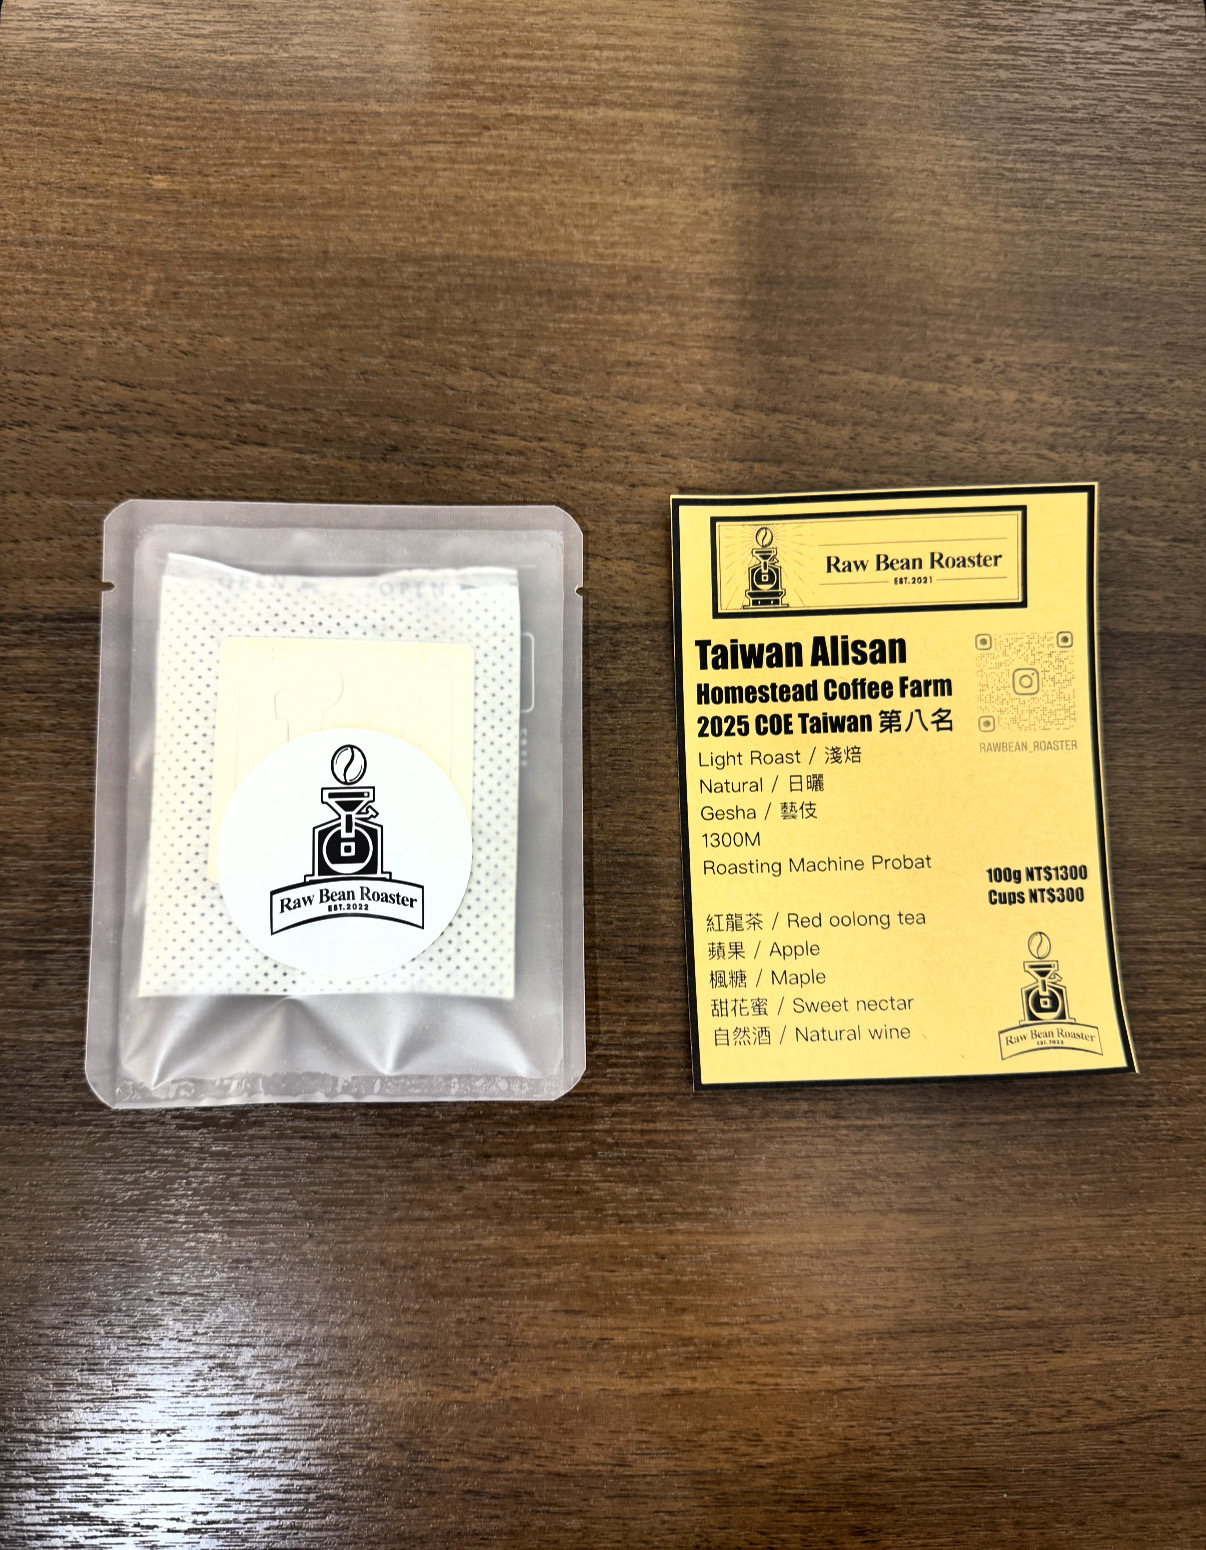 Raw Bean Roaster
EST.2022
Raw Bean Roaster
EST.2021
Taiwan Alisan
Homestead Coffee Farm
2025 COE Taiwan 第八名
Light Roast / 淺焙
Natural / 日曬
Gesha / 藝伎
1300M
Roasting Machine Probat
RAWBEAN_ROASTER
100g NT$1300
Cups NT$300
紅龍茶 / Red oolong tea
蘋果 / Apple
楓糖 / Maple
甜花蜜 / Sweet nectar
自然酒 / Natural wine
Raw Bean Roaster
EST.2022